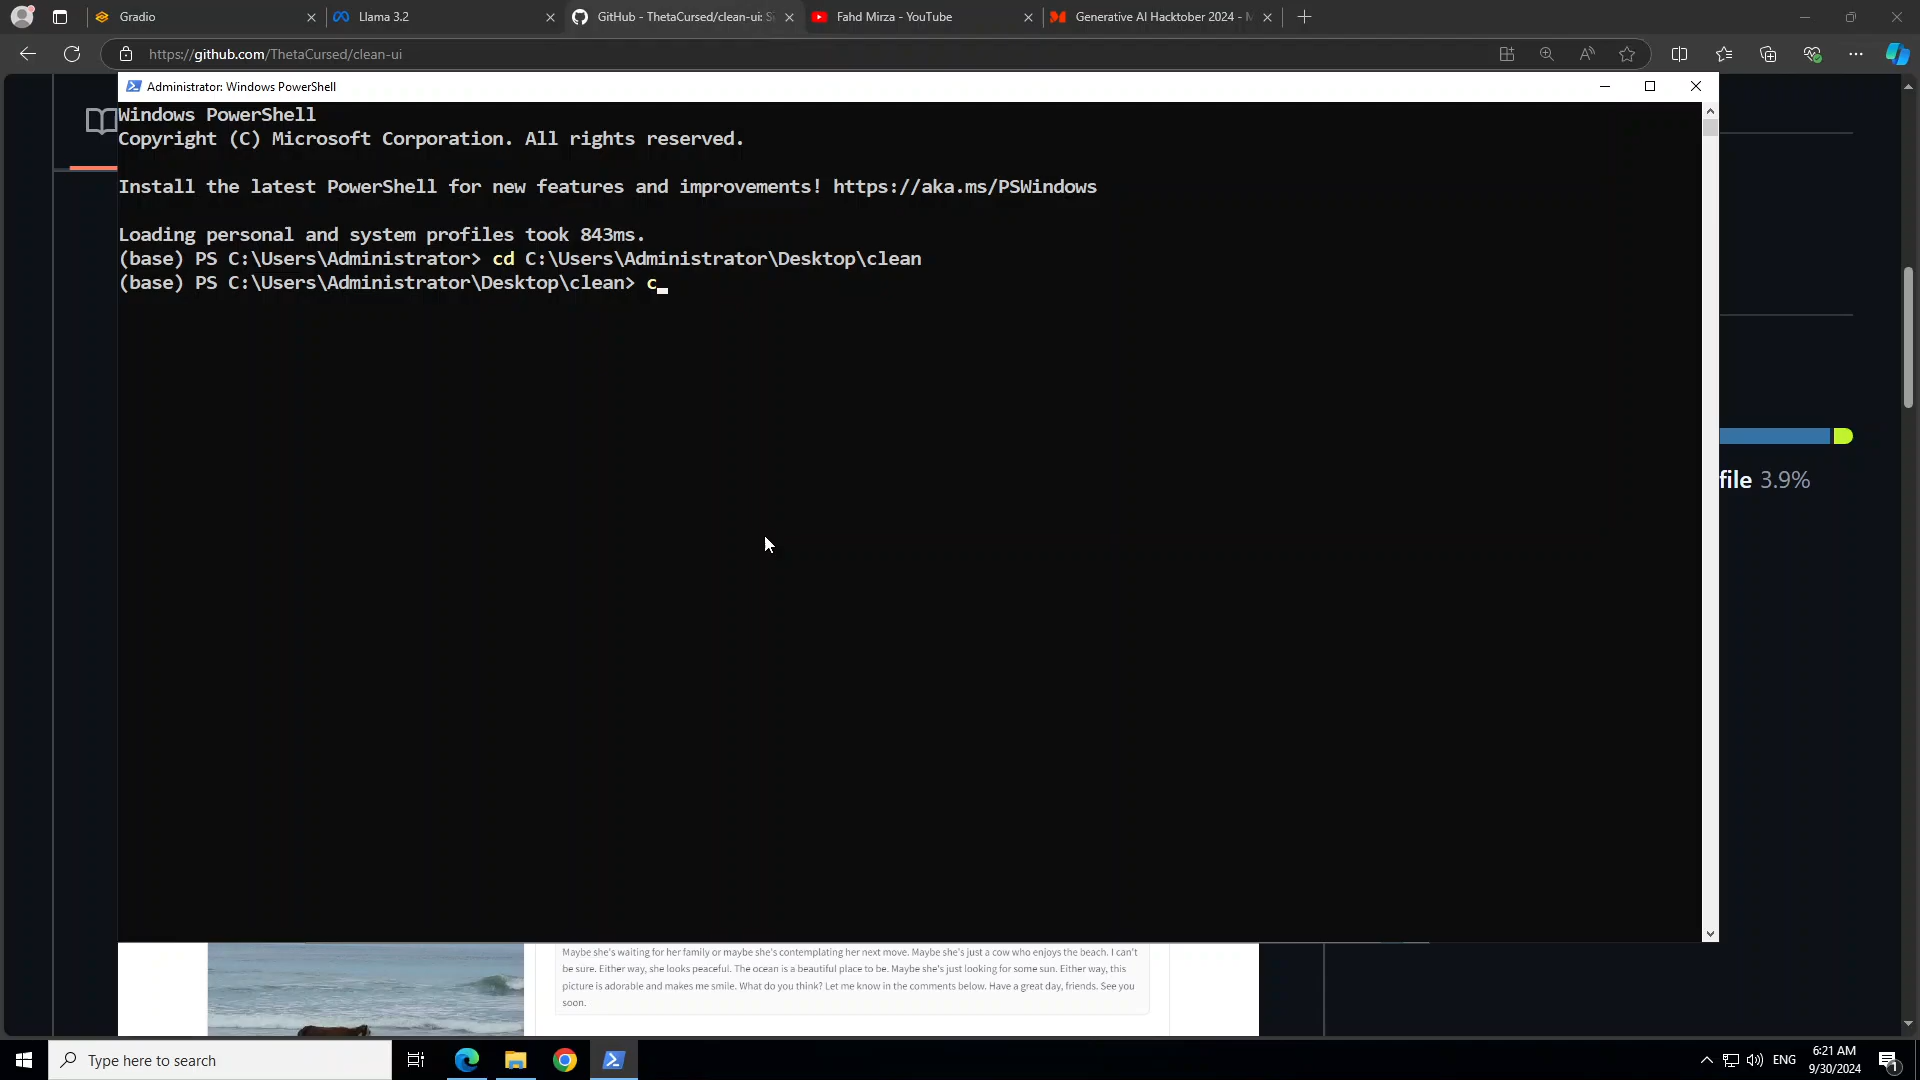 Gradio
Llama 3.2
GitHub - ThetaCursed/clean-ui: Si
Fahd Mirza - YouTube
Generative AI Hacktober 2024 - M
https://github.com/ThetaCursed/clean-ui
Administrator: Windows PowerShell
Windows PowerShell
Copyright (C) Microsoft Corporation. All rights reserved.
Install the latest PowerShell for new features and improvements! https://aka.ms/PSWindows
Loading personal and system profiles took 843ms.
(base) PS C:\Users\Administrator> cd C:\Users\Administrator\Desktop\clean
(base) PS C:\Users\Administrator\Desktop\clean> c
file 3.9%
Maybe she's waiting for her family or maybe she's contemplating her next move. Maybe she's just a cow who enjoys the beach. I can't
be sure. Either way, she looks peaceful. The ocean is a beautiful place to be. Maybe she's just looking for some sun. Either way, this
picture is adorable and makes me smile. What do you think? Let me know in the comments below. Have a great day, friends. See you
soon.
Type here to search
ENG
6:21 AM
9/30/2024
1